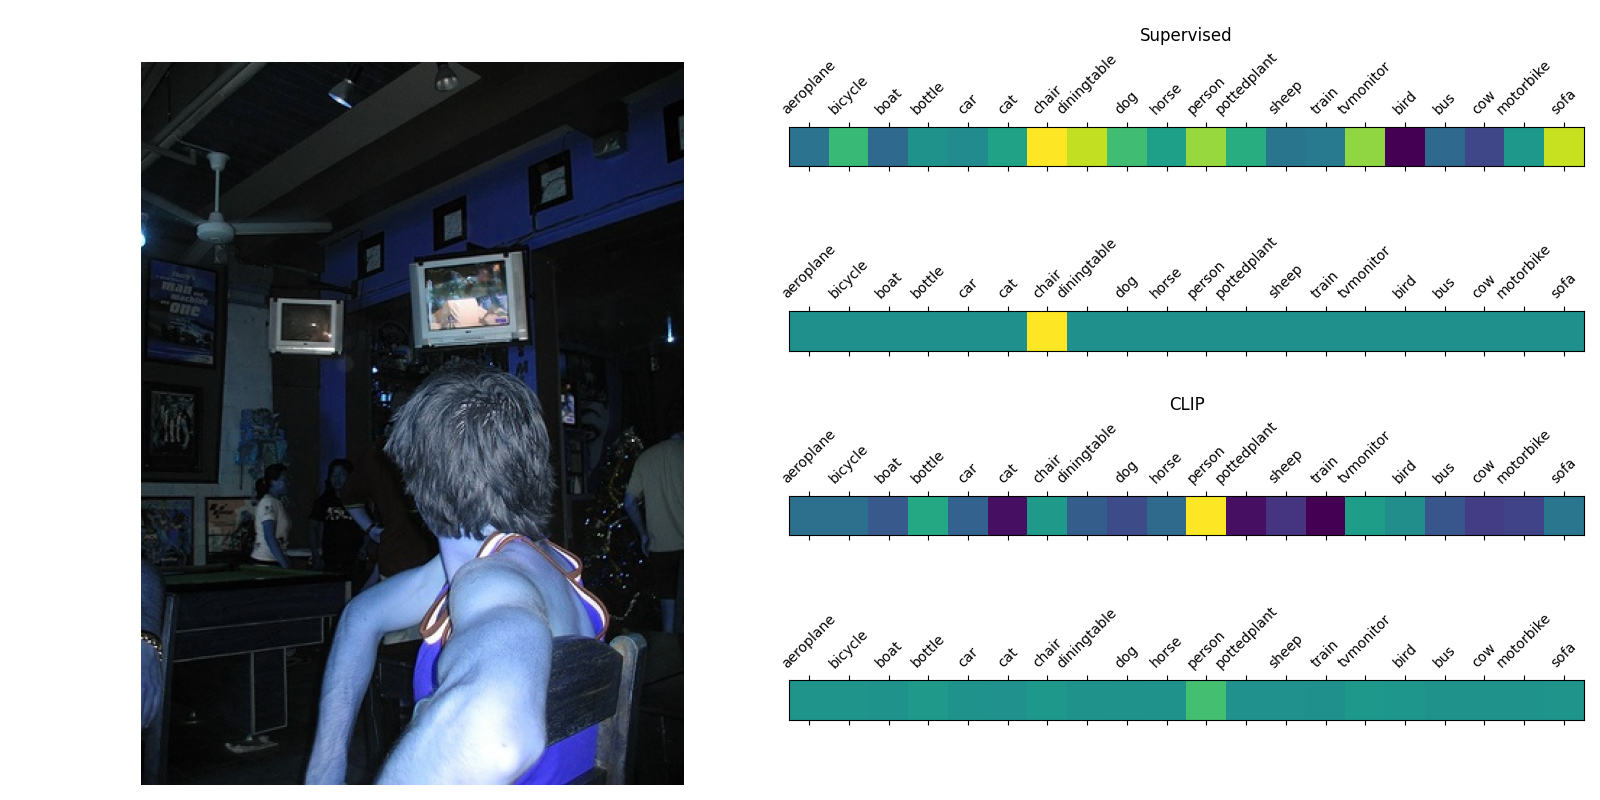 Supervised
aeroplane bicycle boat bottle car cat chair diningtable dog horse person pottedplant sheep train tvmonitor bird bus cow motorbike sofa
aeroplane bicycle boat bottle car cat chair diningtable dog horse person pottedplant sheep train tvmonitor bird bus cow motorbike sofa
CLIP
aeroplane bicycle boat bottle car cat chair diningtable dog horse person pottedplant sheep train tvmonitor bird bus cow motorbike sofa
aeroplane bicycle boat bottle car cat chair diningtable dog horse person pottedplant sheep train tvmonitor bird bus cow motorbike sofa
man
machine
one